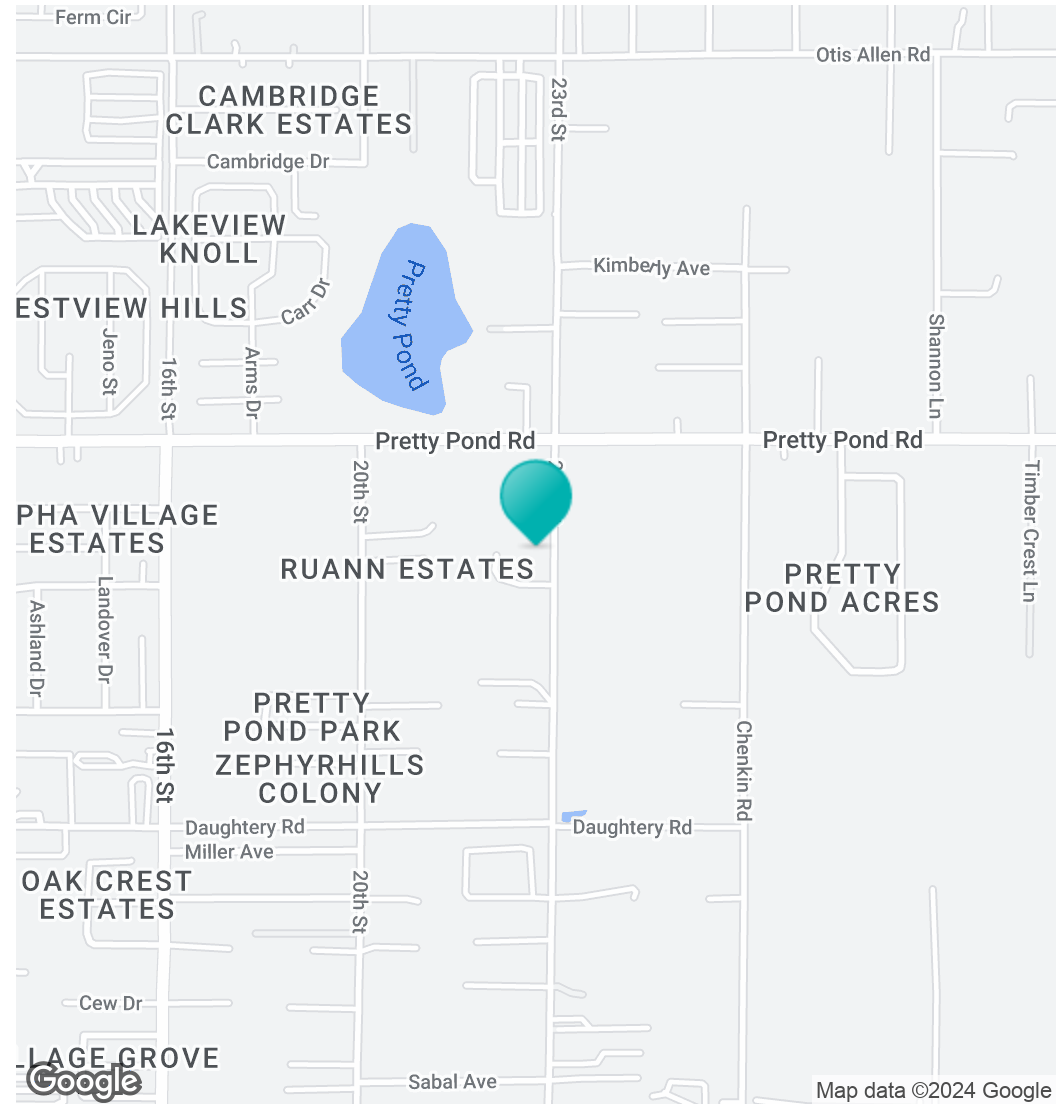 Ferm Cir
Otis Allen Rd
CAMBRIDGE
CLARK ESTATES
23rd St
Cambridge Dr
LAKEVIEW
KNOLL
Pretty Pond
Kimberly Ave
ESTVIEW HILLS
Carr Dr
Jeno St
16th St
Arms Dr
Shannon Ln
Pretty Pond Rd
Pretty Pond Rd
20th St
Timber Crest Ln
PHA VILLAGE
ESTATES
RUANN ESTATES
PRETTY
POND ACRES
Ashland Dr
Landover Dr
PRETTY
POND PARK
16th St
ZEPHYRHILLS
COLONY
Chenkin Rd
Daughtery Rd
Daughtery Rd
Miller Ave
OAK CREST
ESTATES
20th St
Cew Dr
LLAGE GROVE
Google
Sabal Ave
Map data ©2024 Google